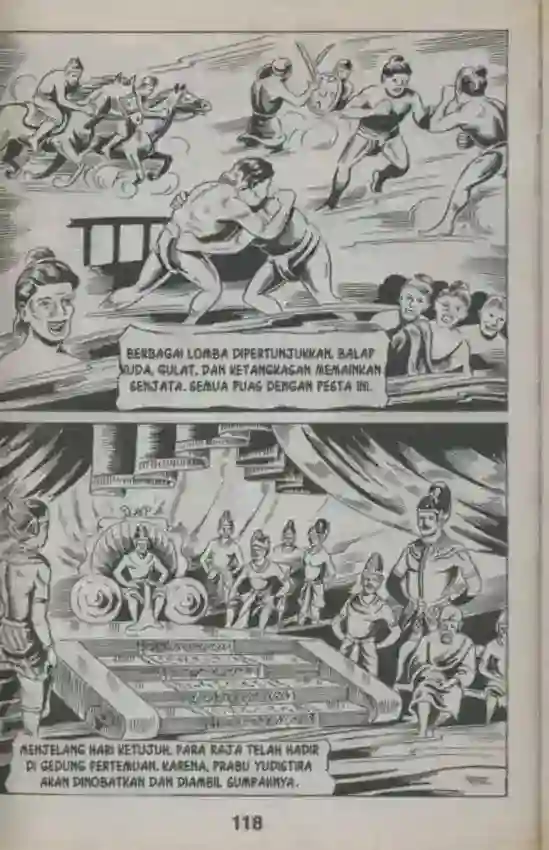 BERBAGAI LOMBA DIPERTUNJUKKAN. BALAP
KUDA, GULAT, DAN KETANGKASAN MEMAINKAN
SENJATA. SEMUA PUAS DENGAN PESTA INI.
MENJELANG HARI KETUJUH, PARA RAJA TELAH HADIR
DI GEDUNG PERTEMUAN. KARENA, PRABU YUDISTIRA
AKAN DINOBATKAN DAN DIAMBIL SUMPAHNYA.
118